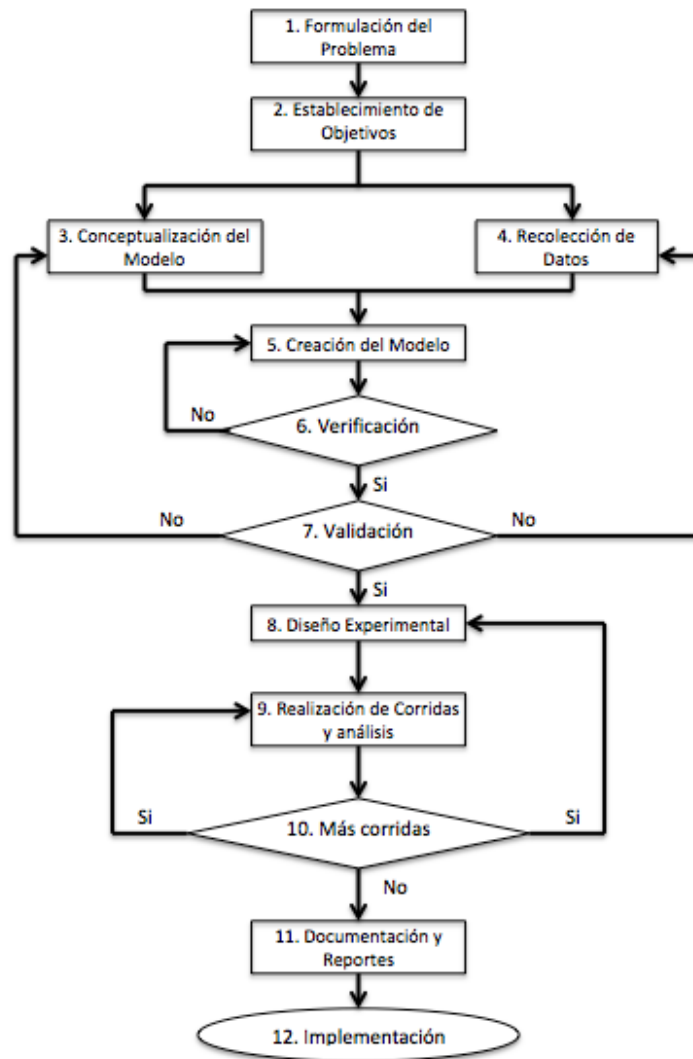 1. Formulación del
Problema
2. Establecimiento de
Objetivos
3. Conceptualización del
Modelo
4. Recolección de
Datos
5. Creación del Modelo
No
6. Verificación
Si
No
7. Validación
No
Si
8. Diseño Experimental
9. Realización de Corridas
y análisis
Si
10. Más corridas
Si
No
11. Documentación y
Reportes
12. Implementación